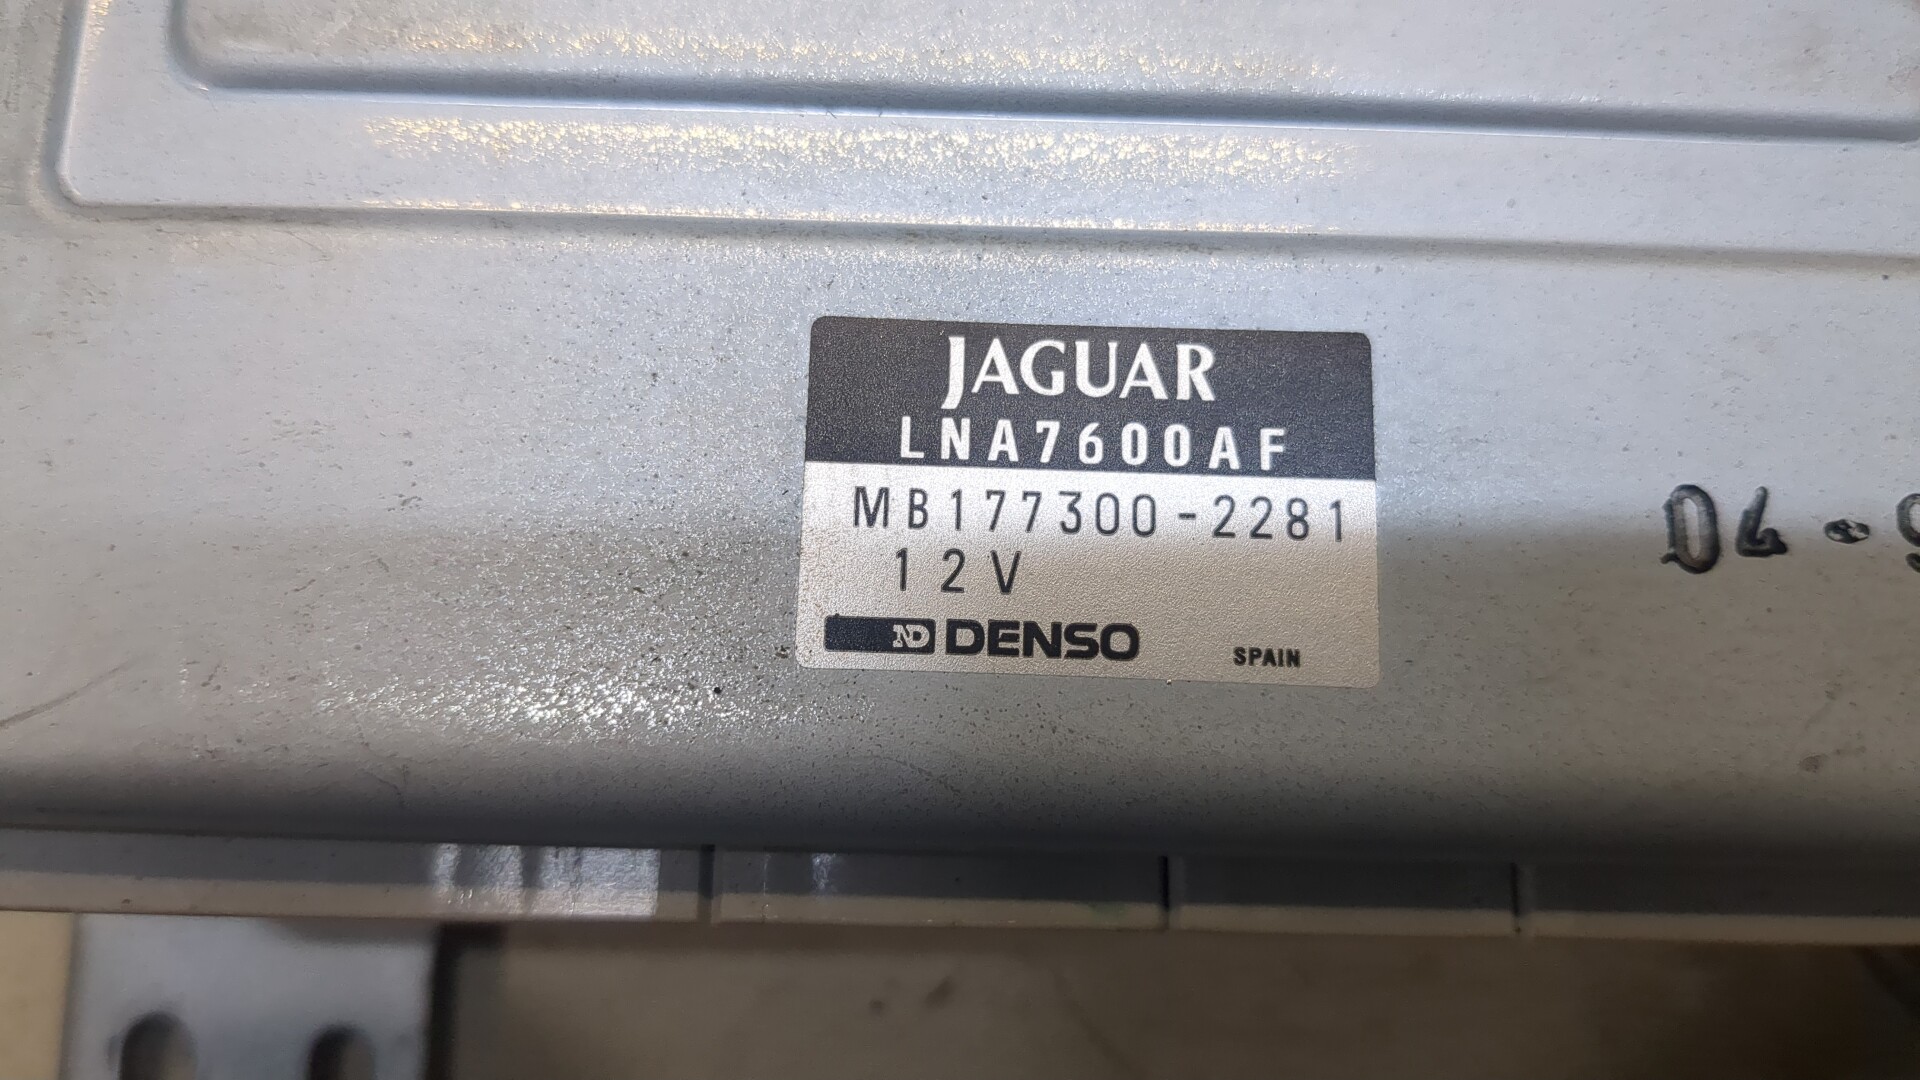 JAGUAR
LNA7600AF
MB177300-2281
12V
ND DENSO
SPAIN